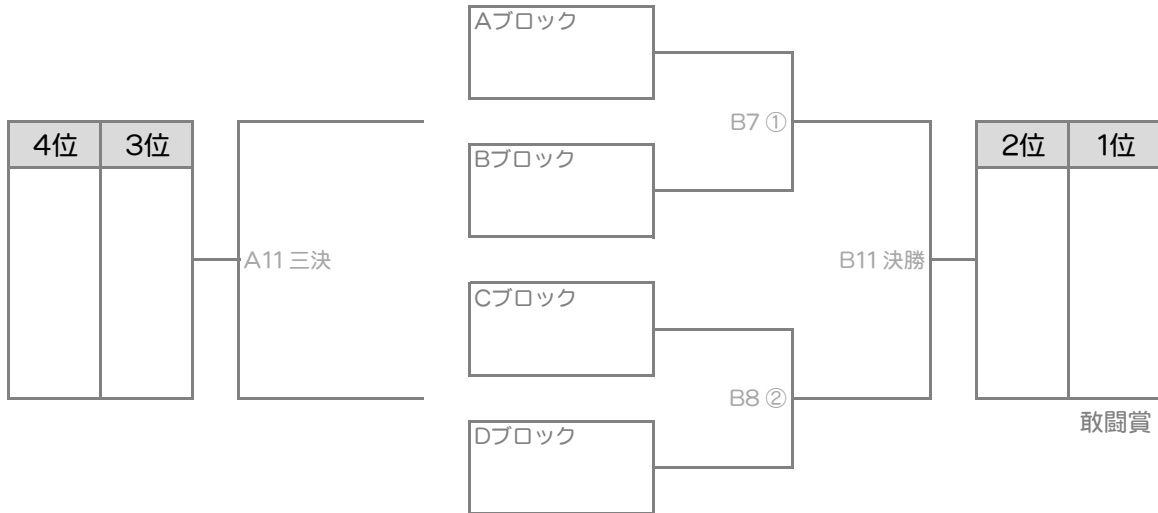 Aブロック
B7 ①
4位 3位
2位 1位
Bブロック
A11 三決
B11 決勝
Cブロック
B8 ②
敢闘賞
Dブロック